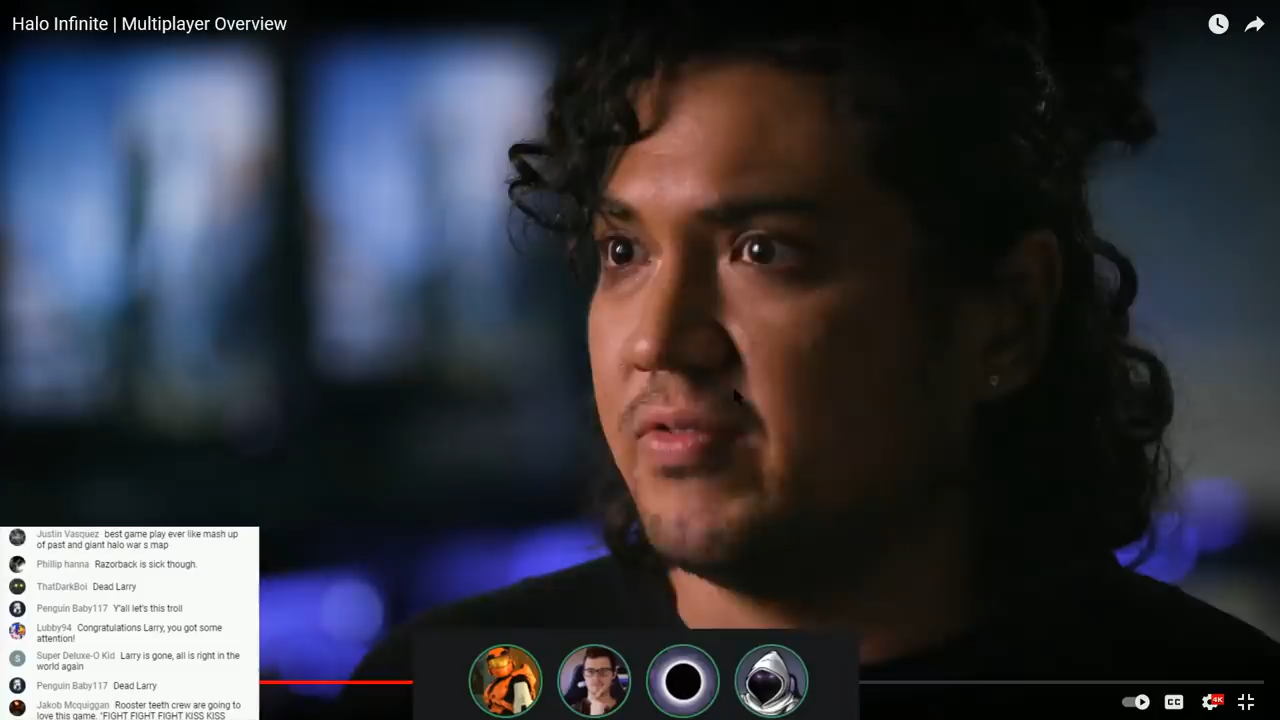 Halo Infinite | Multiplayer Overview
Justin Vasquez best game play ever like mash up
of past and giant halo war s map
Phillip hanna Razorback is sick though.
ThatDarkBoi Dead Larry
Penguin Baby117 Y'all let's this troll
Lubby94 Congratulations Larry, you got some
attention!
S Super Deluxe-O Kid Larry is gone, all is right in the
world again
Penguin Baby117 Dead Larry
Jakob Mcquiggan Rooster teeth crew are going to
love this game. "FIGHT FIGHT FIGHT KISS KISS
CC
4K